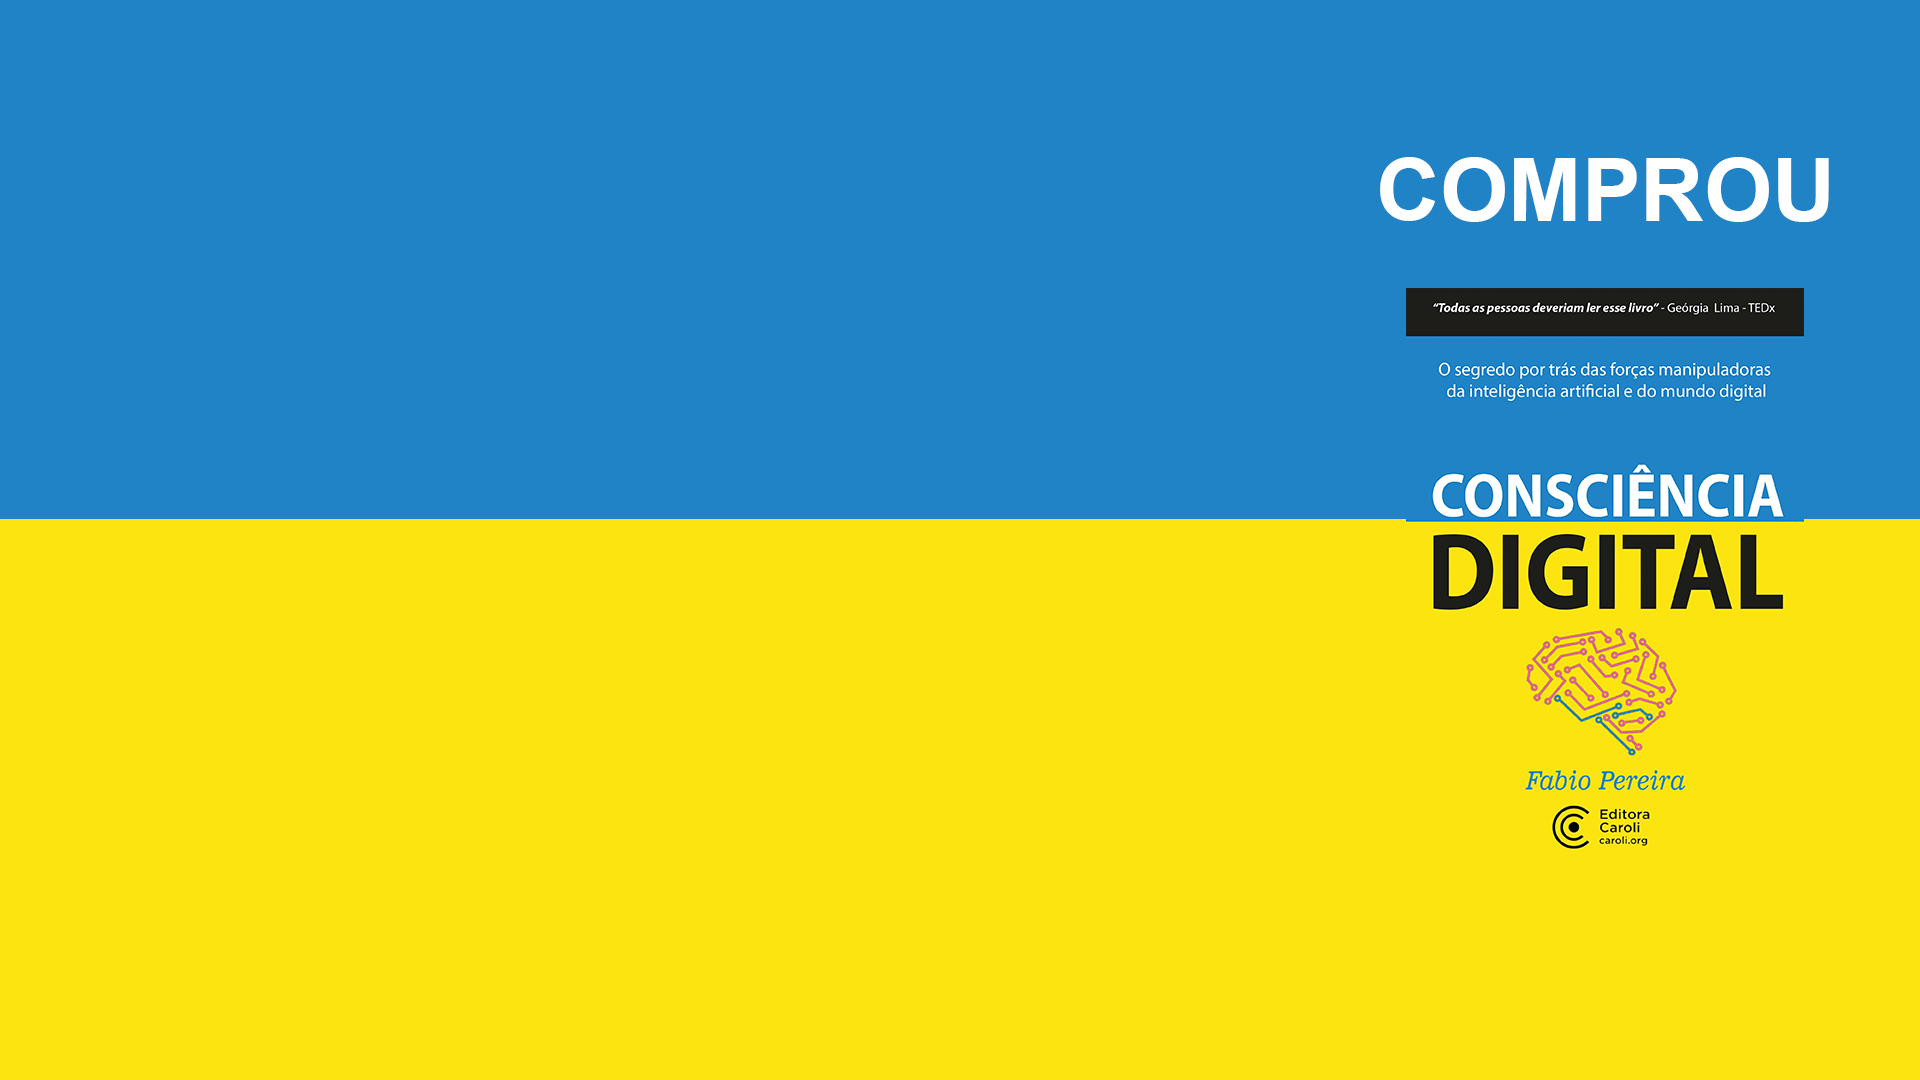 COMPROU
“Todas as pessoas deveriam ler esse livro” - Geórgia Lima - TEDx
O segredo por trás das forças manipuladoras
da inteligência artificial e do mundo digital
CONSCIÊNCIA
DIGITAL
Fabio Pereira
Editora
Caroli
caroli.org